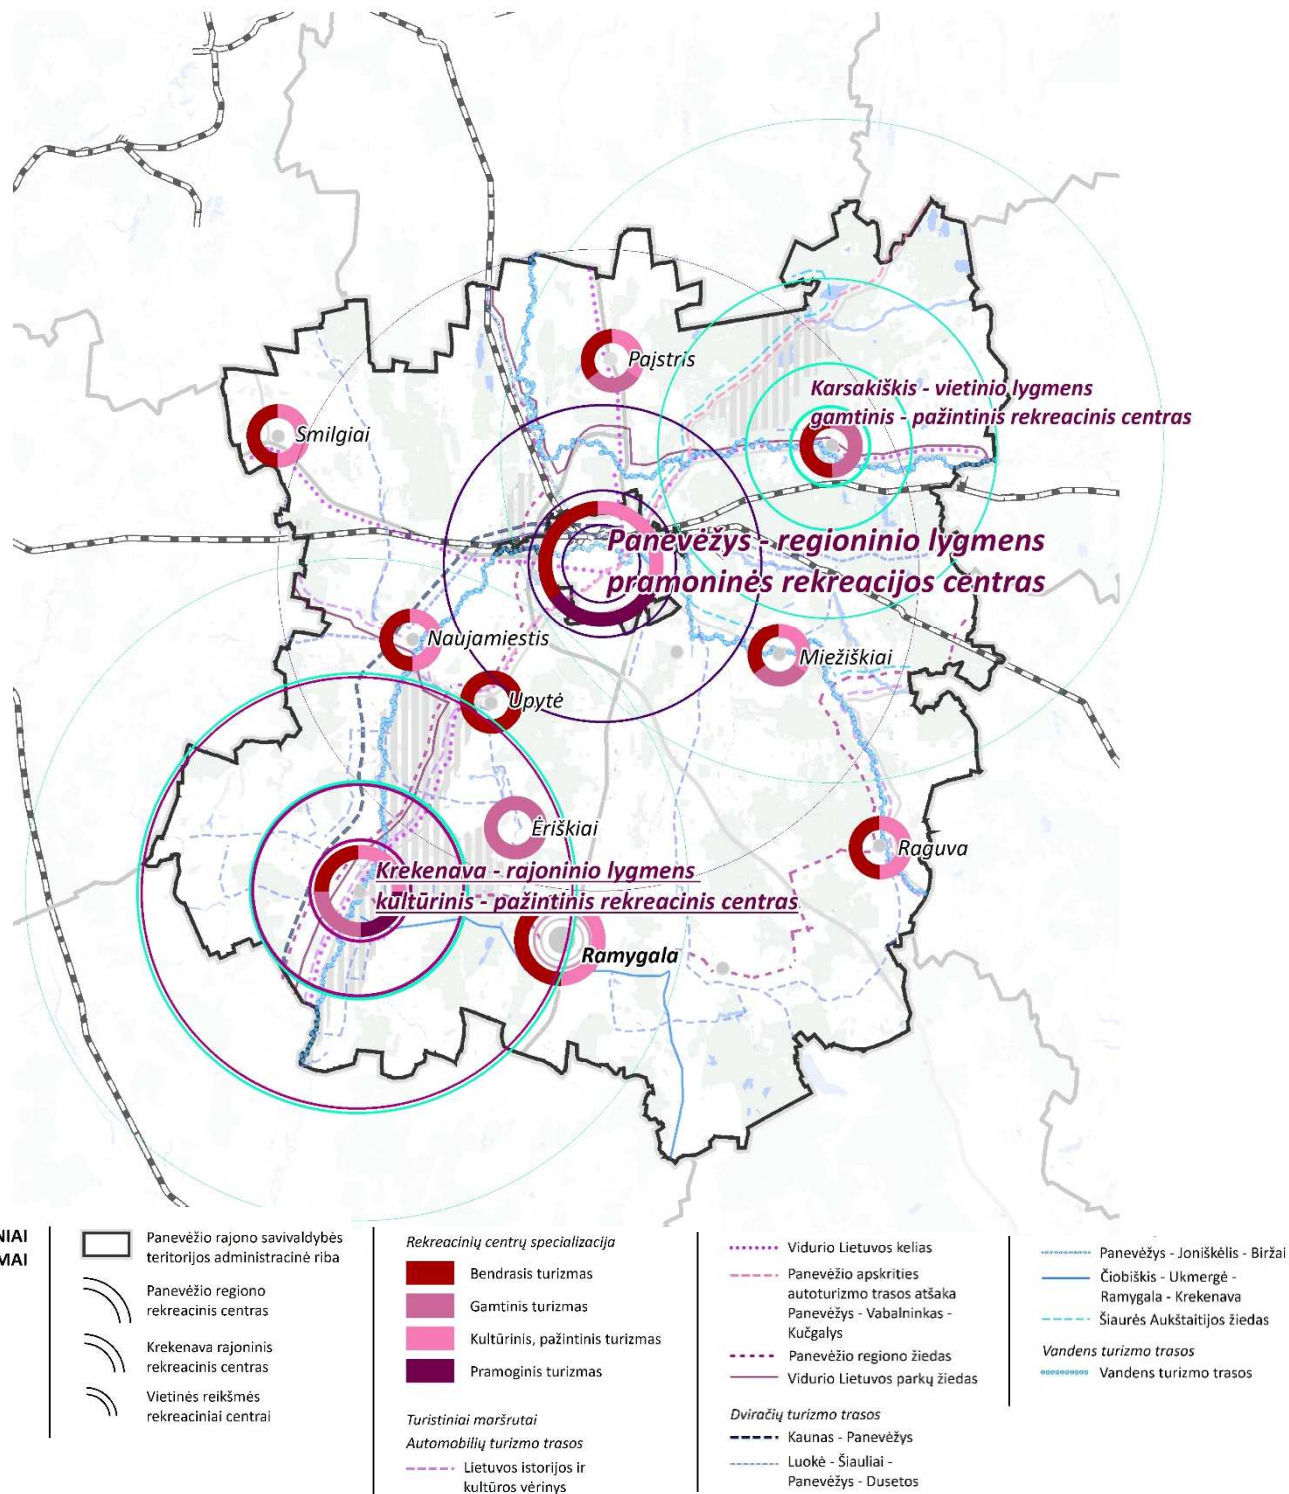 Pajstris
Karsakiškis - vietinio lygmens
gamtinis - pažintinis rekreacinis centras
Smilgiai
Panevėžys - regioninio lygmens
pramoninės rekreacijos centras
Naujamiestis
Miežiškiai
Upytė
Ėriškiai
Raguva
Krekenava - rajoninio lygmens
kultūrinis - pažintinis rekreacinis centras
Ramygala
NIAI
MAI
Panevėžio rajono savivaldybės
teritorijos administracinė riba
Panevėžio regiono
rekreacinis centras
Krekenava rajoninis
rekreacinis centras
Vietinės reikšmės
rekreaciniai centrai
Rekreacinių centrų specializacija
Bendrasis turizmas
Gamtinis turizmas
Kultūrinis, pažintinis turizmas
Pramoginis turizmas
Turistiniai maršrutai
Automobilių turizmo trasos
Lietuvos istorijos ir
kultūros vėrinys
Vidurio Lietuvos kelias
Panevėžio apskrities
autoturizmo trasos atšaka
Panevėžys - Vabalninkas -
Kučgalys
Panevėžio regiono žiedas
Vidurio Lietuvos parkų žiedas
Dviračių turizmo trasos
Kaunas - Panevėžys
Luokė - Šiauliai -
Panevėžys - Dusetos
Panevėžys - Joniškėlis - Biržai
Čiobiškis - Ukmergė -
Ramygala - Krekenava
Šiaurės Aukštaitijos žiedas
Vandens turizmo trasos
Vandens turizmo trasos